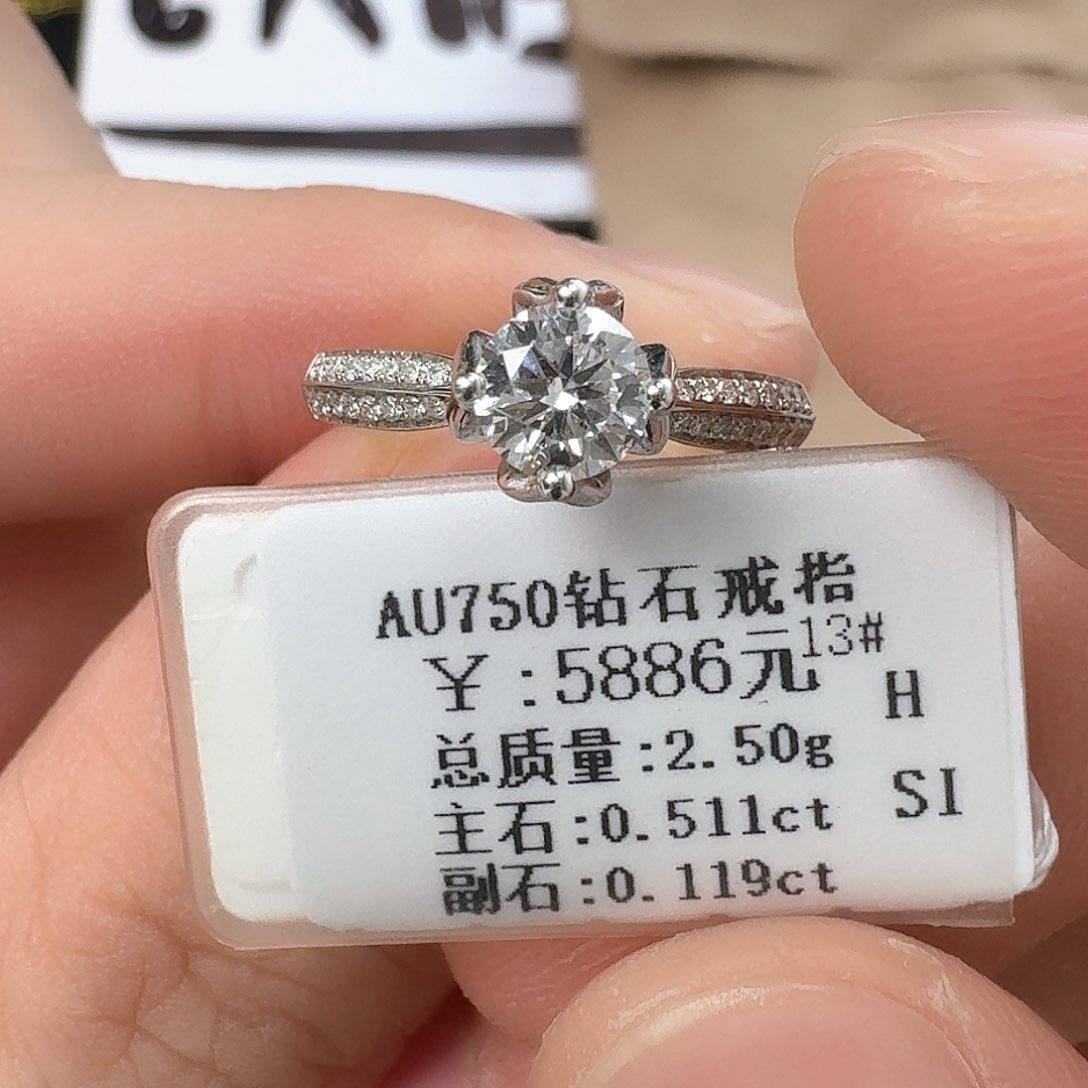 AU750钻石戒指
¥:5886元13#
H
总质量:2.50g
SI
主石:0.511ct
副石:0.119ct